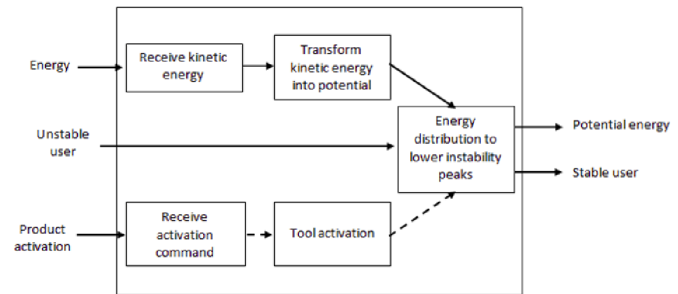 Energy
Receive kinetic
energy
Transform
kinetic energy
into potential
Unstable
user
Energy
distribution to
lower instability
peaks
Potential energy
Stable user
Product
activation
Receive
activation
command
Tool activation